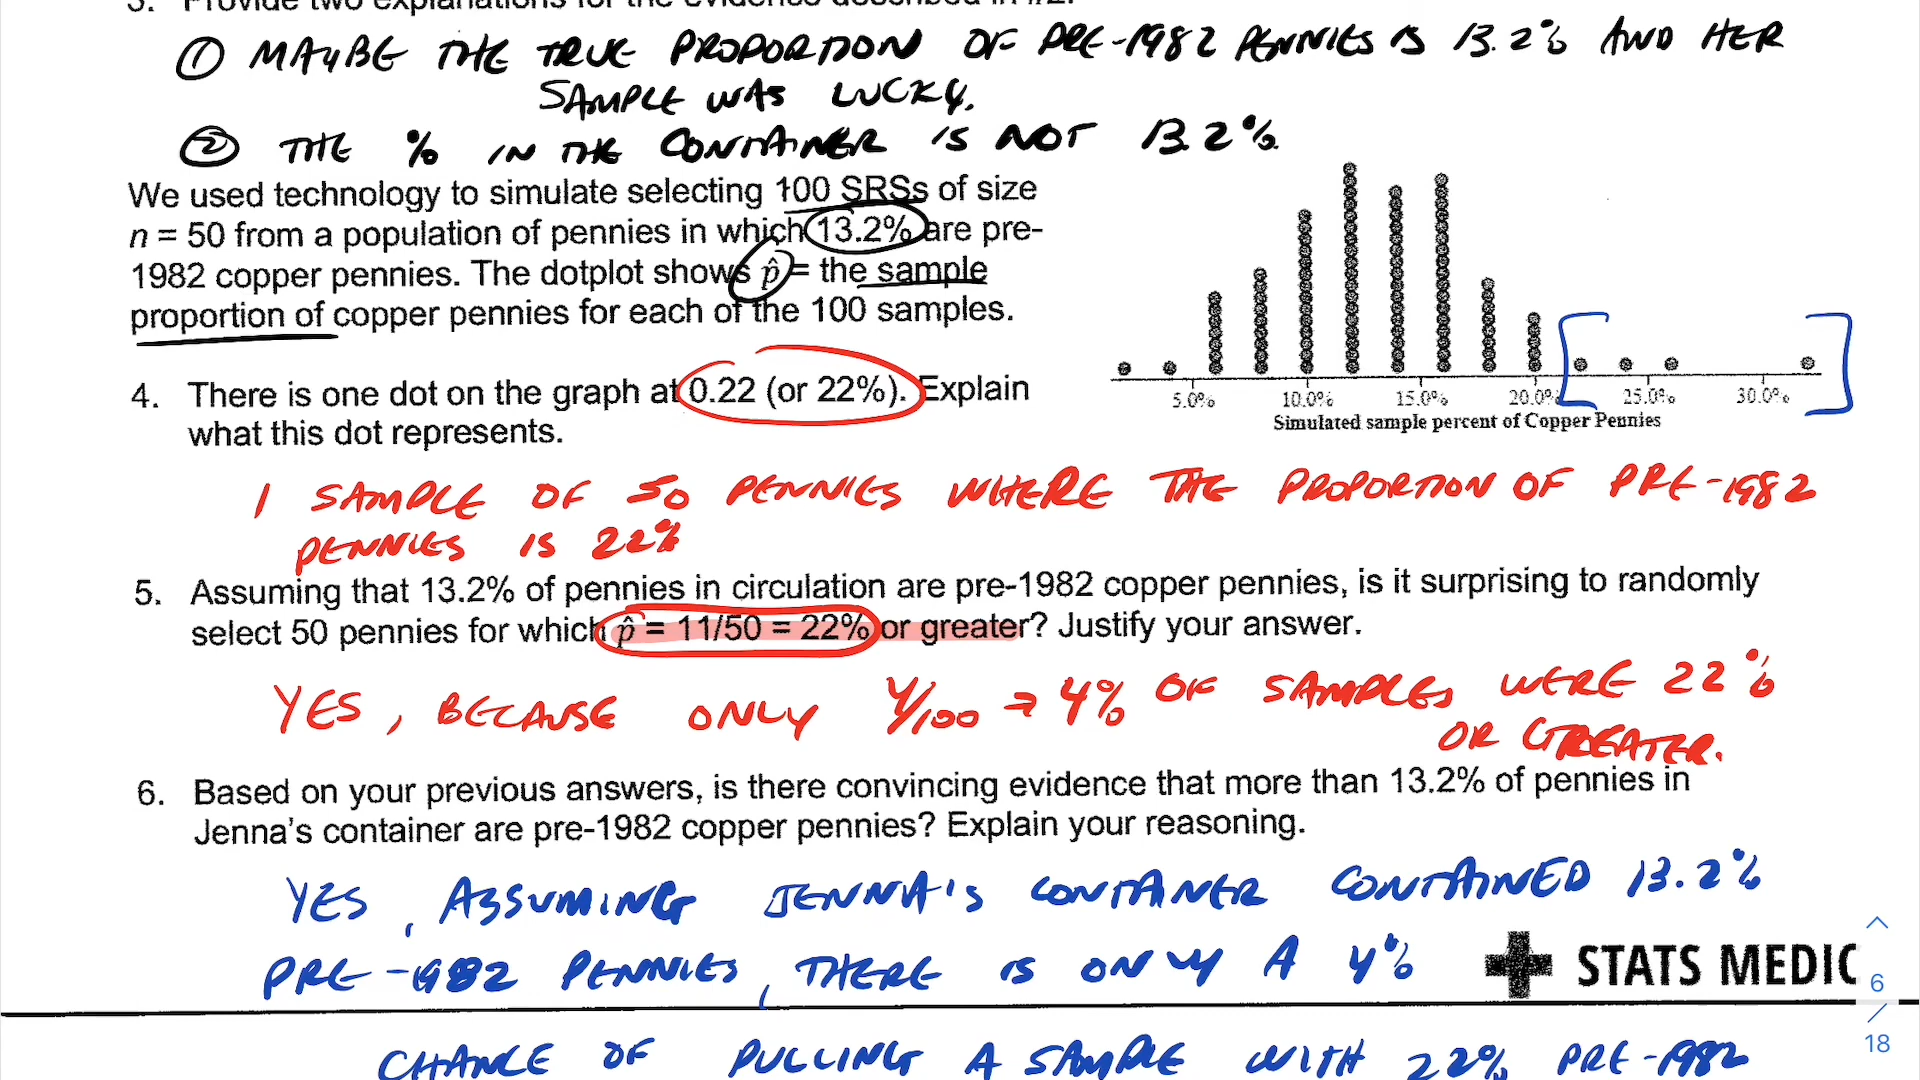 3. Provide two explanations for the evidence described in #2.
① MAYBE THE TRUE PROPORTION OF PRE-1982 PENNIES IS 13.2% AND HER
SAMPLE WAS LUCKY.
② THE % IN THE CONTAINER IS NOT 13.2%.
We used technology to simulate selecting 100 SRSs of size
n = 50 from a population of pennies in which 13.2% are pre-
1982 copper pennies. The dotplot shows p̂ = the sample
proportion of copper pennies for each of the 100 samples.
5.0% 10.0% 15.0% 20.0% 25.0% 30.0%
Simulated sample percent of Copper Pennies
4. There is one dot on the graph at 0.22 (or 22%). Explain
what this dot represents.
1 SAMPLE OF 50 PENNIES WHERE THE PROPORTION OF PRE-1982
PENNIES IS 22%
5. Assuming that 13.2% of pennies in circulation are pre-1982 copper pennies, is it surprising to randomly
select 50 pennies for which p̂ = 11/50 = 22% or greater? Justify your answer.
YES, BECAUSE ONLY 4/100 → 4% OF SAMPLES WERE 22%
OR GREATER.
6. Based on your previous answers, is there convincing evidence that more than 13.2% of pennies in
Jenna's container are pre-1982 copper pennies? Explain your reasoning.
YES, ASSUMING JENNA'S CONTAINER CONTAINED 13.2%
PRE-1982 PENNIES, THERE IS ONLY A 4%
STATS MEDIC
6
/
18
CHANCE OF PULLING A SAMPLE WITH 22% PRE-1982